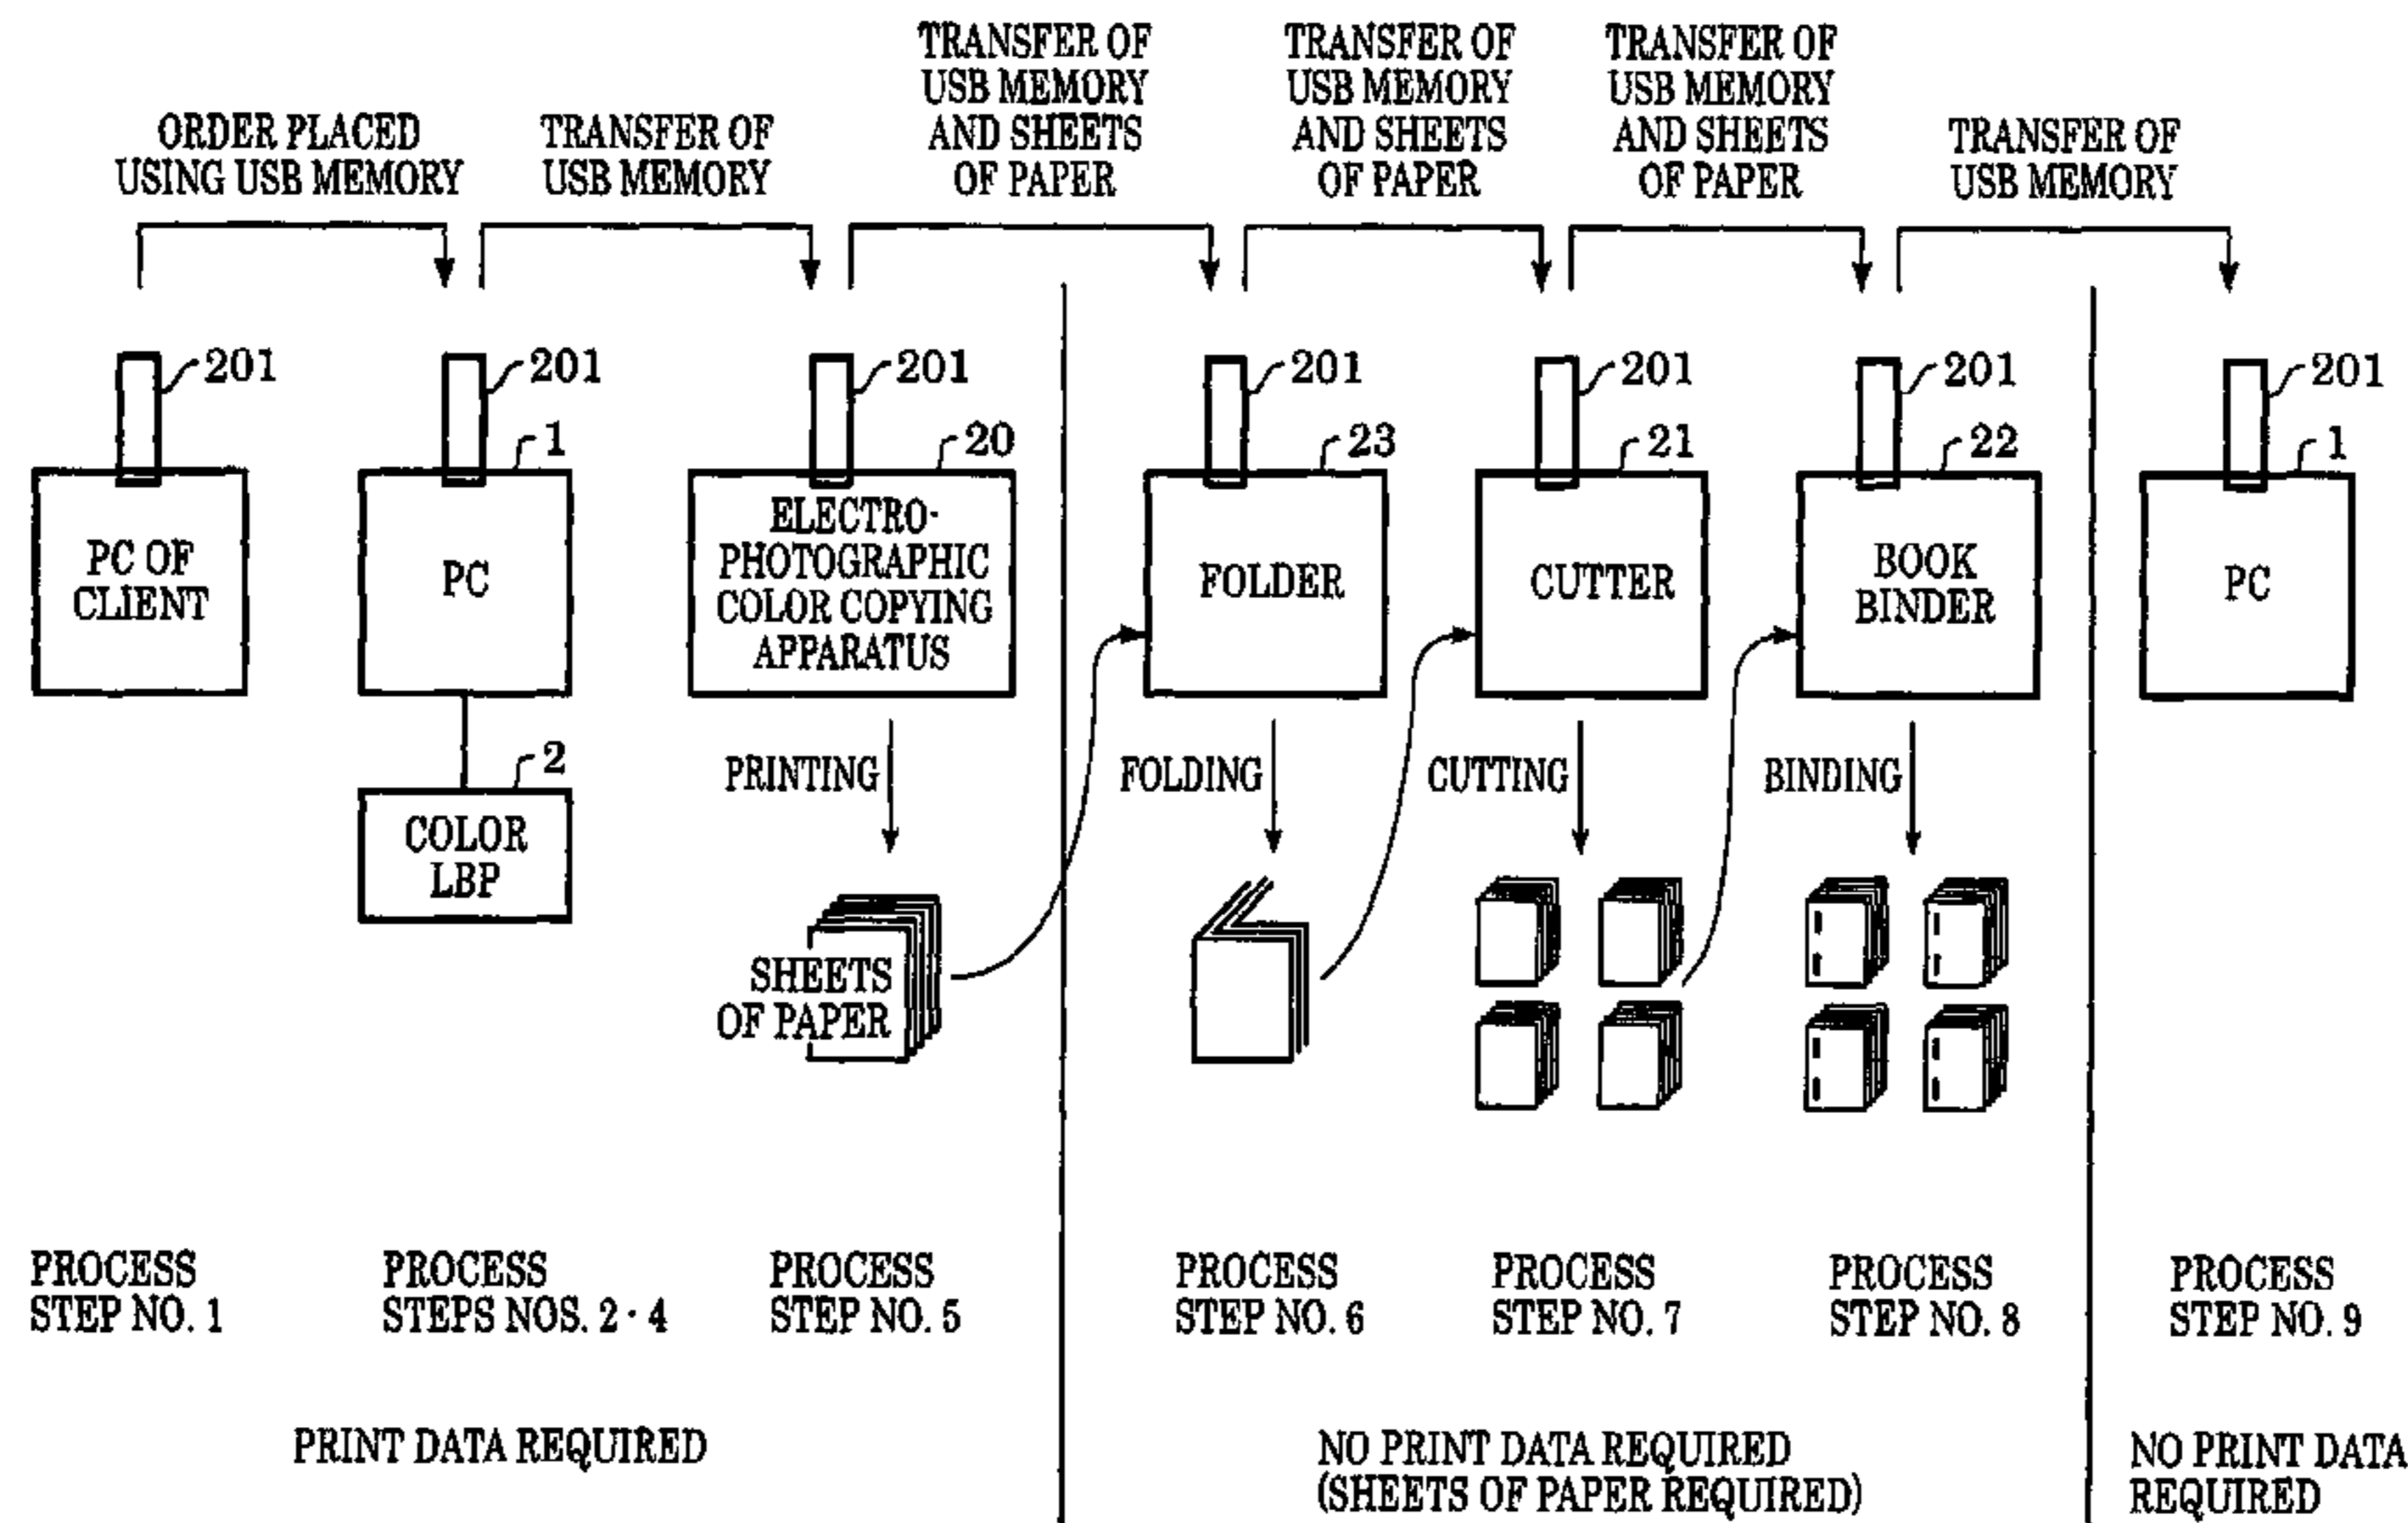 ORDER PLACED
USING USB MEMORY
TRANSFER OF
USB MEMORY
TRANSFER OF
USB MEMORY
AND SHEETS
OF PAPER
TRANSFER OF
USB MEMORY
AND SHEETS
OF PAPER
TRANSFER OF
USB MEMORY
AND SHEETS
OF PAPER
TRANSFER OF
USB MEMORY
201
201
201
201
201
201
201
1
20
23
21
22
1
PC OF
CLIENT
PC
ELECTRO-
PHOTOGRAPHIC
COLOR COPYING
APPARATUS
FOLDER
CUTTER
BOOK
BINDER
PC
2
COLOR
LBP
PRINTING
FOLDING
CUTTING
BINDING
SHEETS
OF PAPER
PROCESS
STEP NO. 1
PROCESS
STEPS NOS. 2 - 4
PROCESS
STEP NO. 5
PROCESS
STEP NO. 6
PROCESS
STEP NO. 7
PROCESS
STEP NO. 8
PROCESS
STEP NO. 9
PRINT DATA REQUIRED
NO PRINT DATA REQUIRED
(SHEETS OF PAPER REQUIRED)
NO PRINT DATA
REQUIRED